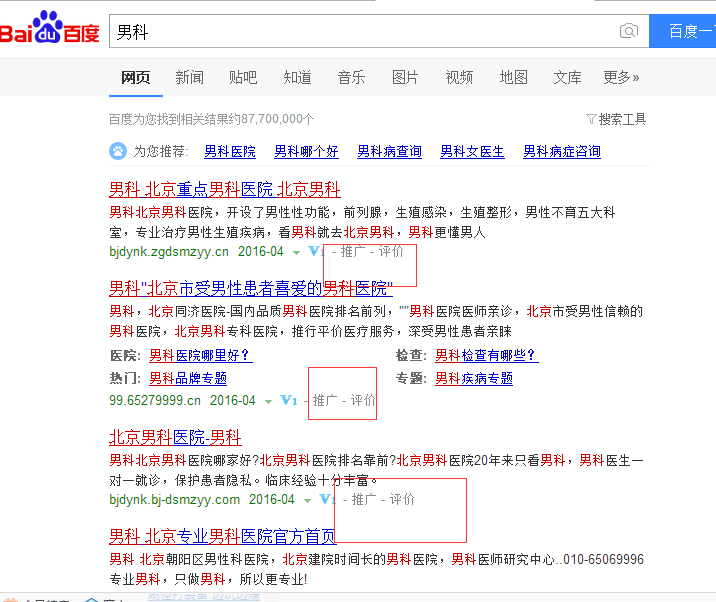 Baidu百度 男科 百度一下
网页 新闻 贴吧 知道 音乐 图片 视频 地图 文库 更多»
百度为您找到相关结果约87,700,000个 搜索工具
为您推荐: 男科医院 男科哪个好 男科病查询 男科女医生 男科病症咨询
男科 北京重点男科医院 北京男科
男科北京男科医院，开设了男性性功能，前列腺，生殖感染，生殖整形，男性不育五大科
室，专业治疗男性生殖疾病，看男科就去北京男科，男科更懂男人
bjdynk.zgdsmzyy.cn 2016-04 V1 - 推广 - 评价
男科"北京市受男性患者喜爱的男科医院"
男科，北京同济医院-国内品质男科医院排名前列，""男科医院医师亲诊，北京市受男性信赖的
男科医院，北京男科专科医院，推行平价医疗服务，深受男性患者亲睐
医院: 男科医院哪里好? 检查: 男科检查有哪些?
热门: 男科品牌专题 专题: 男科疾病专题
99.65279999.cn 2016-04 V1 - 推广 - 评价
北京男科医院-男科
男科北京男科医院哪家好?北京男科医院排名靠前?北京男科医院20年来只看男科，男科医生一
对一就诊，保护患者隐私。临床经验十分丰富。
bjdynk.bj-dsmzyy.com 2016-04 V1 - 推广 - 评价
男科 北京专业男科医院官方首页
男科 北京朝阳区男性科医院，北京建院时间长的男科医院，男科医师研究中心..010-65069996
专业男科，只做男科，所以更专业!